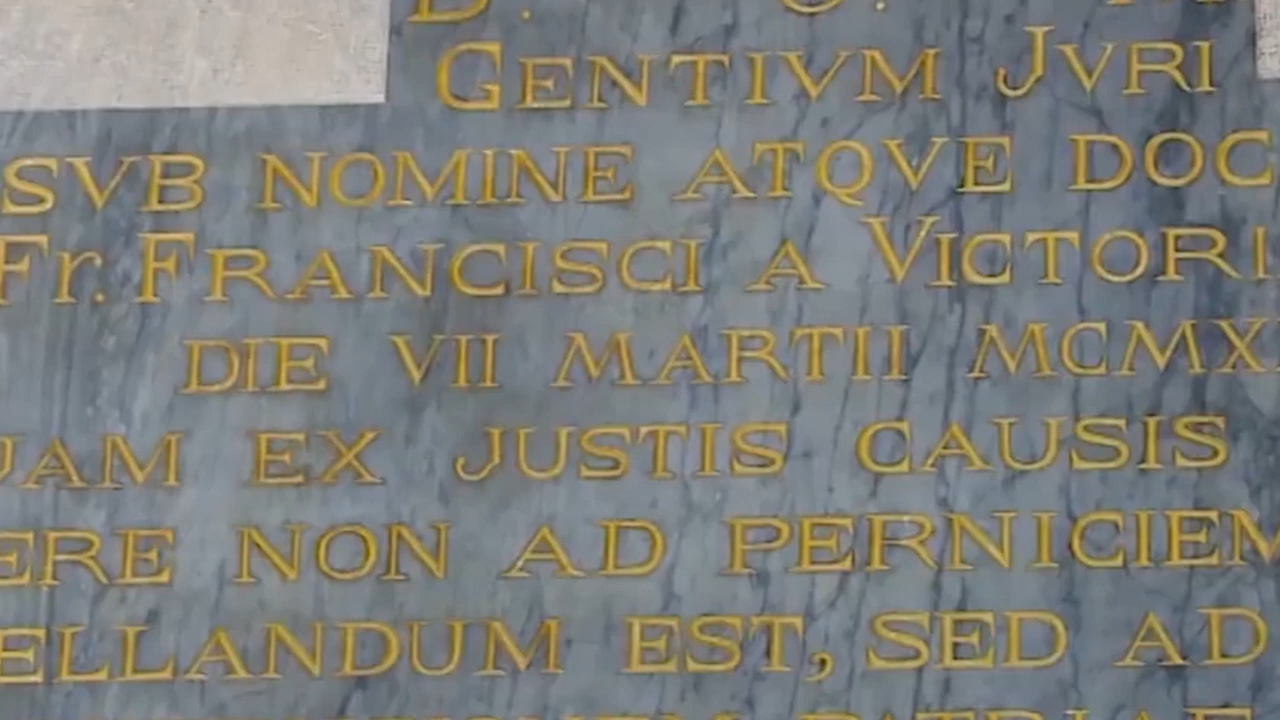 GENTIVM JVRI
SVB NOMINE ATQVE DOC
Fr. FRANCISCI A VICTORI
DIE VII MARTII MCMX
JAM EX JUSTIS CAUSIS
ERE NON AD PERNICIEM
ELLANDUM EST, SED AD